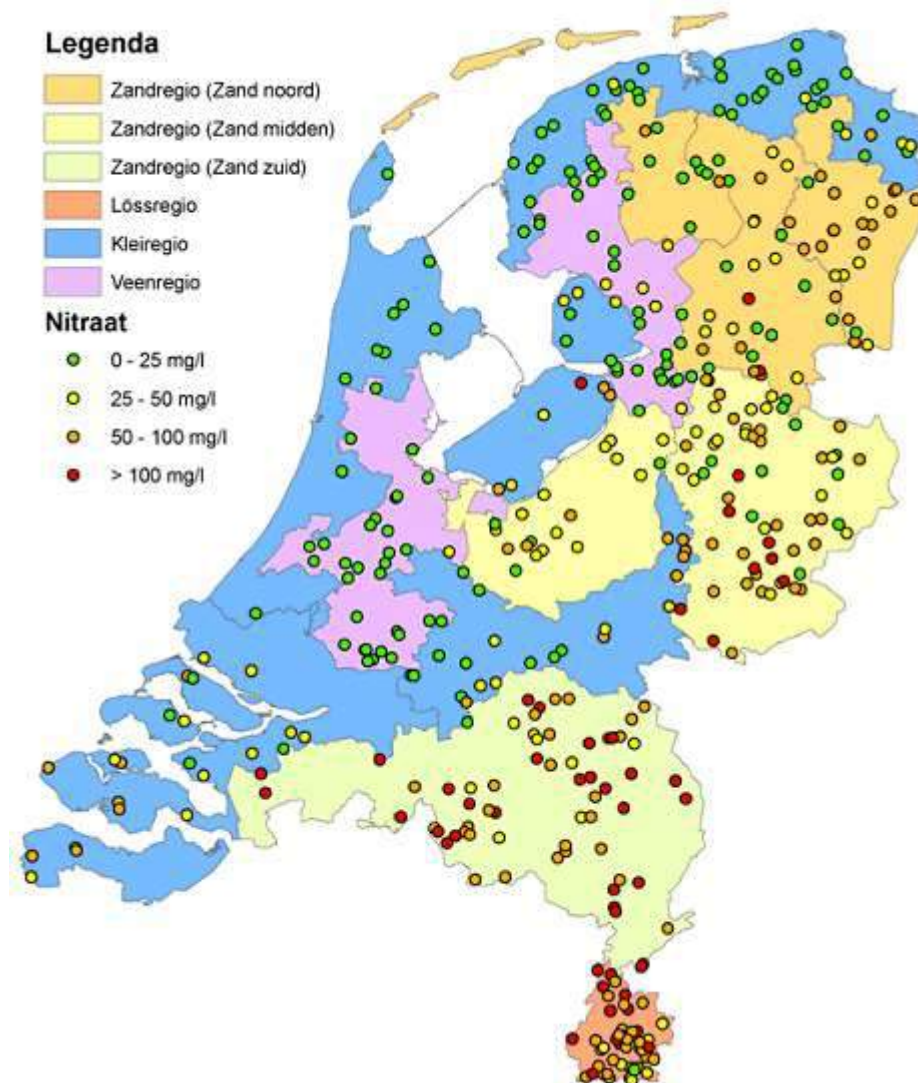 Legenda
Zandregio (Zand noord)
Zandregio (Zand midden)
Zandregio (Zand zuid)
Lössregio
Kleiregio
Veenregio
Nitraat
0 - 25 mg/l
25 - 50 mg/l
50 - 100 mg/l
> 100 mg/l